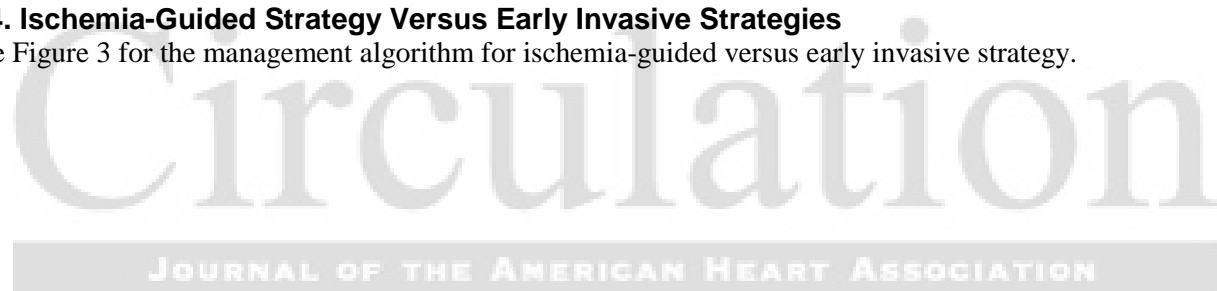 . Ischemia-Guided Strategy Versus Early Invasive Strategies
Figure 3 for the management algorithm for ischemia-guided versus early invasive strategy.
Circulation
JOURNAL OF THE AMERICAN HEART ASSOCIATION